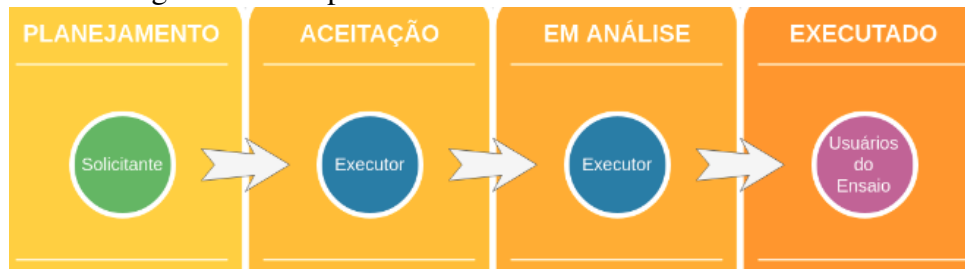 PLANEJAMENTO
ACEITAÇÃO
EM ANÁLISE
EXECUTADO
Solicitante
Executor
Executor
Usuários
do
Ensaio